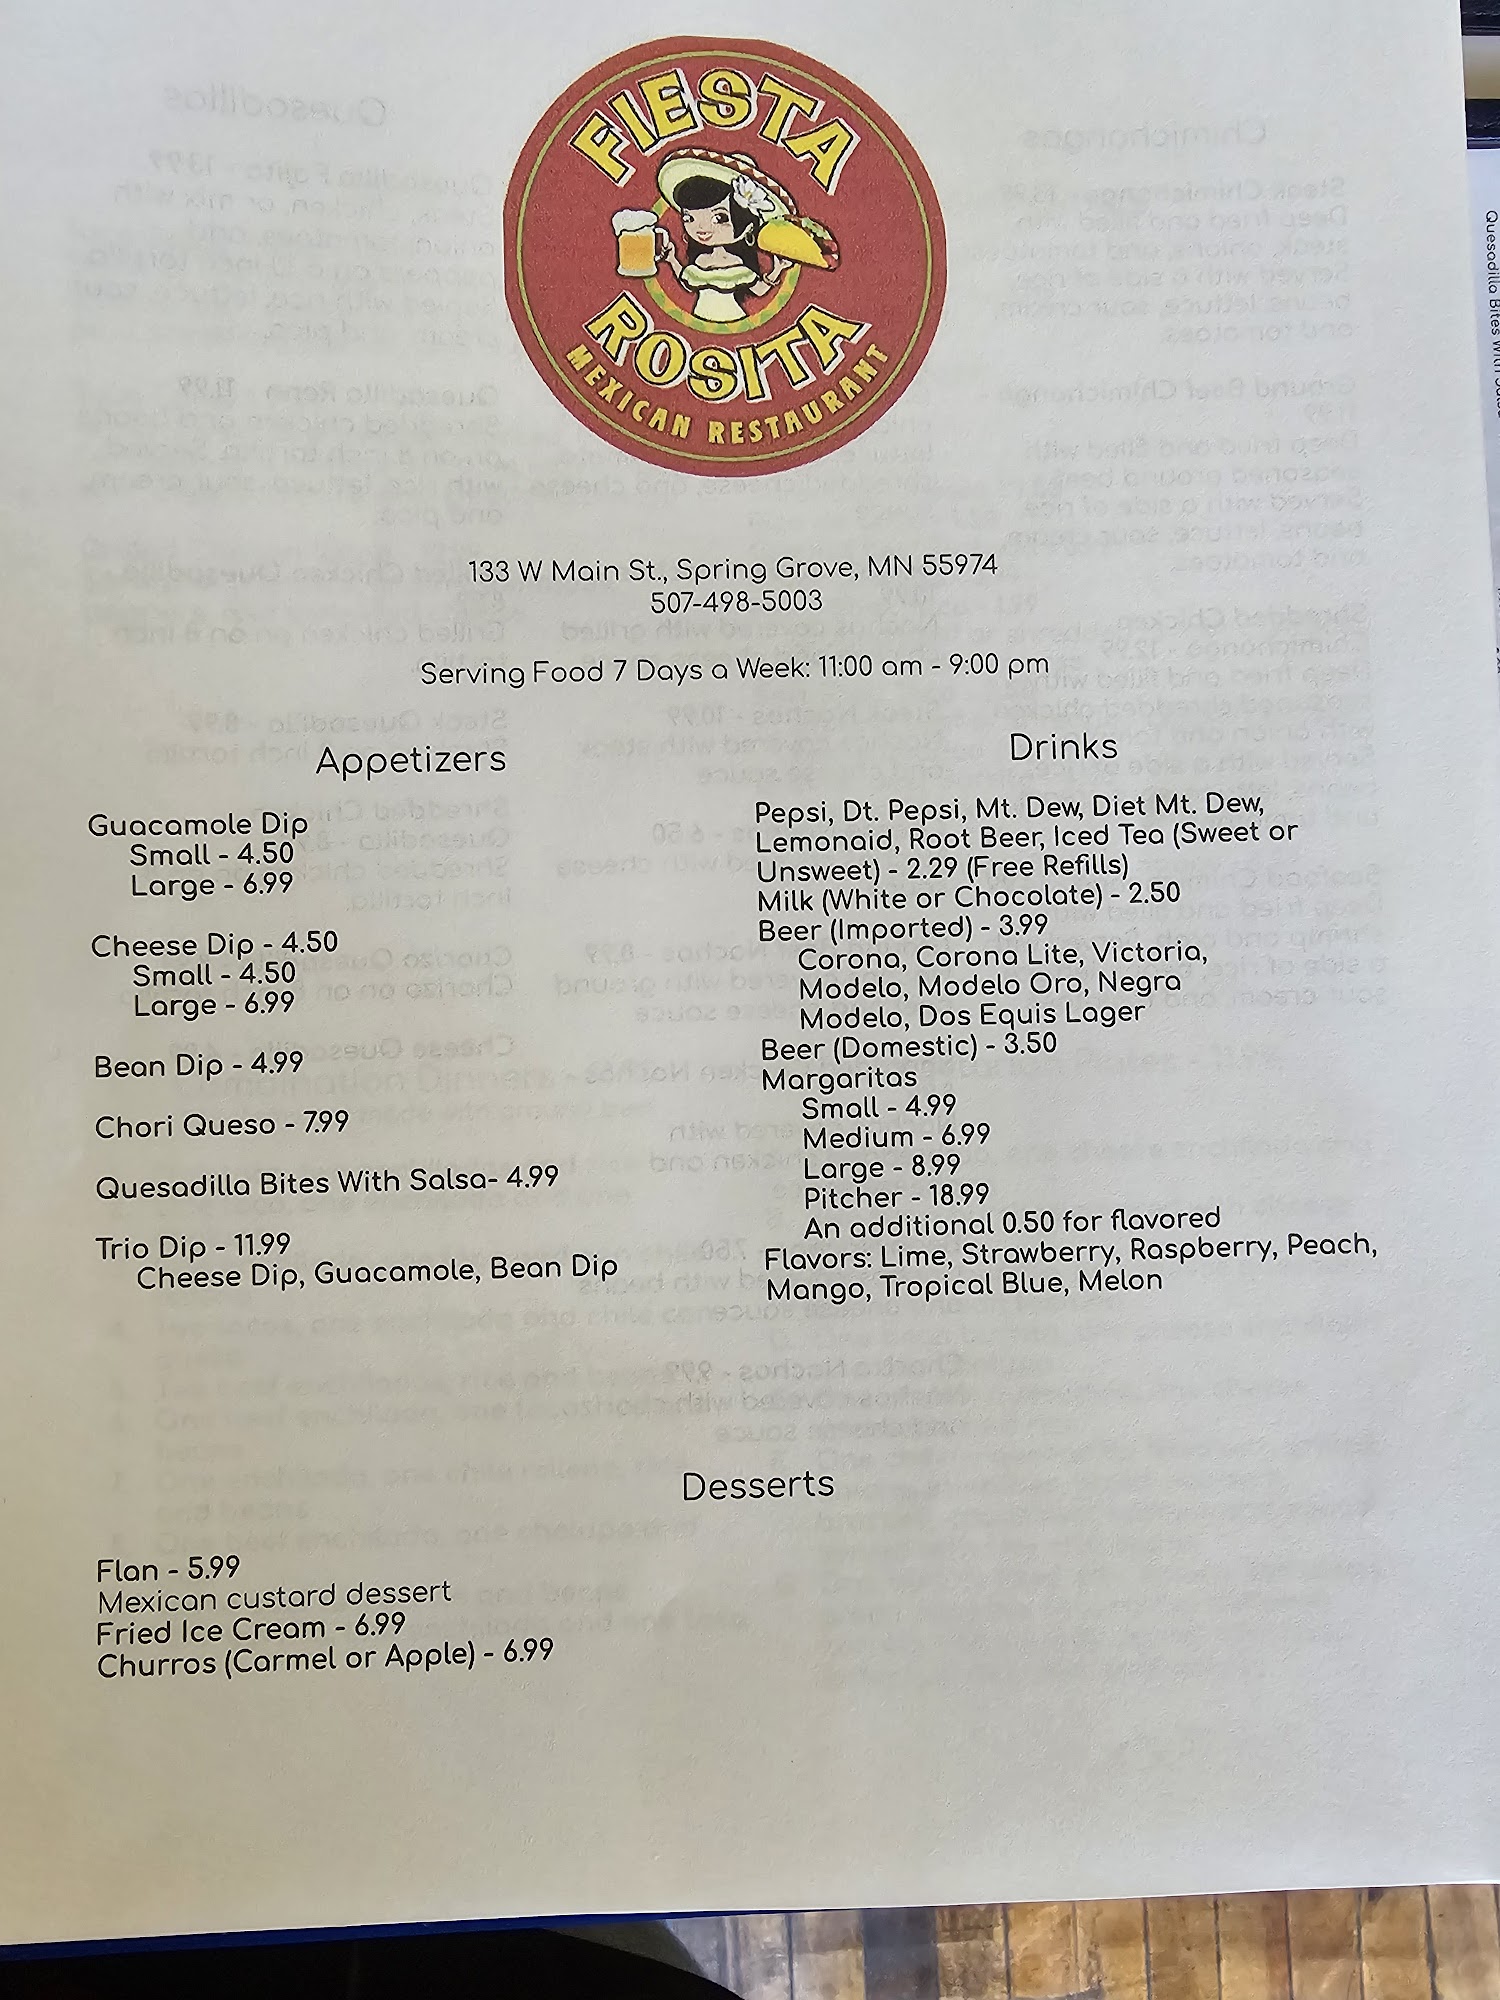 FIESTA
ROSITA
MEXICAN RESTAURANT
133 W Main St., Spring Grove, MN 55974
507-498-5003
Serving Food 7 Days a Week: 11:00 am - 9:00 pm
Appetizers
Guacamole Dip
Small - 4.50
Large - 6.99
Cheese Dip - 4.50
Small - 4.50
Large - 6.99
Bean Dip - 4.99
Chori Queso - 7.99
Quesadilla Bites With Salsa- 4.99
Trio Dip - 11.99
Cheese Dip, Guacamole, Bean Dip
Drinks
Pepsi, Dt. Pepsi, Mt. Dew, Diet Mt. Dew,
Lemonaid, Root Beer, Iced Tea (Sweet or
Unsweet) - 2.29 (Free Refills)
Milk (White or Chocolate) - 2.50
Beer (Imported) - 3.99
Corona, Corona Lite, Victoria,
Modelo, Modelo Oro, Negra
Modelo, Dos Equis Lager
Beer (Domestic) - 3.50
Margaritas
Small - 4.99
Medium - 6.99
Large - 8.99
Pitcher - 18.99
An additional 0.50 for flavored
Flavors: Lime, Strawberry, Raspberry, Peach,
Mango, Tropical Blue, Melon
Desserts
Flan - 5.99
Mexican custard dessert
Fried Ice Cream - 6.99
Churros (Carmel or Apple) - 6.99
Quesadilla Bites With